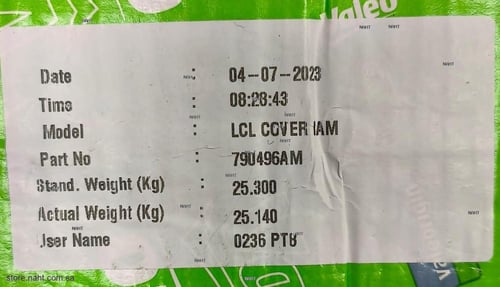 Valeo
Date : 04-07-2023
Time : 08:28:43
Model : LCL COVER AM
Part No : 790496AM
Stand. Weight (Kg) : 25.300
Actual Weight (Kg) : 25.140
User Name : 0236 PTB
store.naht.com.sa